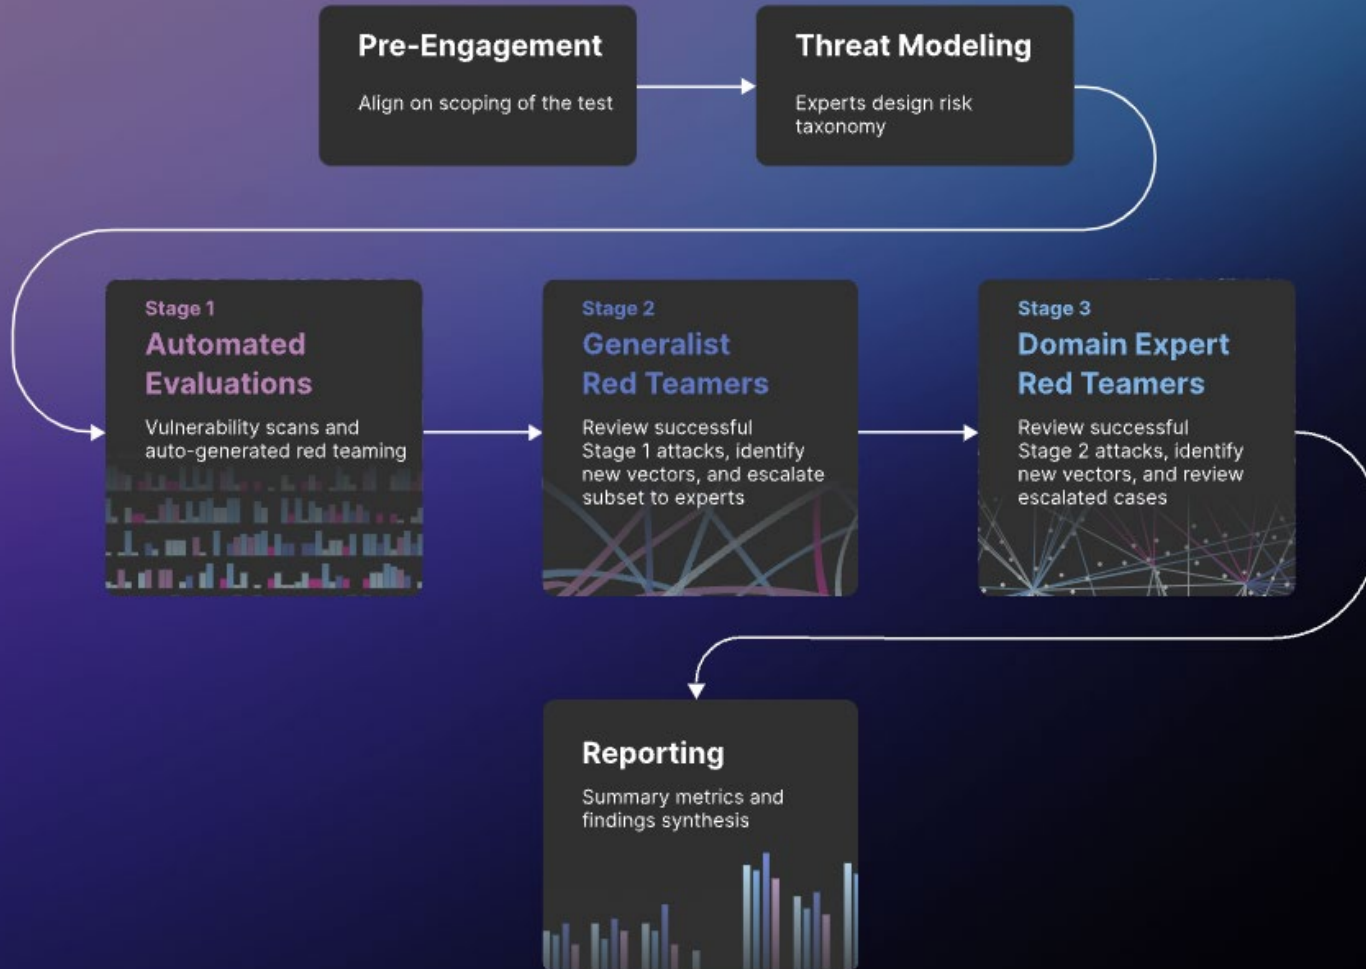 Pre-Engagement
Align on scoping of the test
Threat Modeling
Experts design risk
taxonomy
Stage 1
Automated
Evaluations
Vulnerability scans and
auto-generated red teaming
Stage 2
Generalist
Red Teamers
Review successful
Stage 1 attacks, identify
new vectors, and escalate
subset to experts
Stage 3
Domain Expert
Red Teamers
Review successful
Stage 2 attacks, identify
new vectors, and review
escalated cases
Reporting
Summary metrics and
findings synthesis